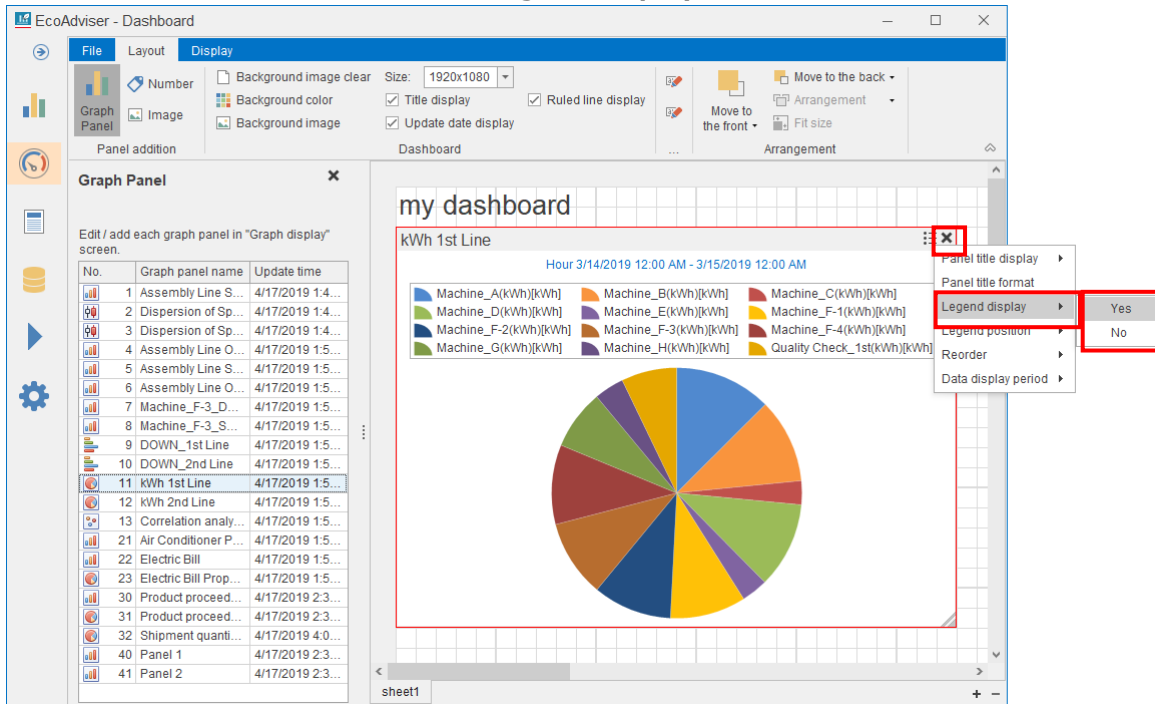 EcoAdviser - Dashboard
File Layout Display
Graph Panel
Number
Image
Panel addition
Background image clear
Background color
Background image
Size: 1920x1080
Title display
Ruled line display
Update date display
Dashboard
...
Move to the front
Move to the back
Arrangement
Fit size
Arrangement
Graph Panel
Edit / add each graph panel in "Graph display"
screen.
No. Graph panel name Update time
1 Assembly Line S... 4/17/2019 1:4...
2 Dispersion of Sp... 4/17/2019 1:4...
3 Dispersion of Sp... 4/17/2019 1:4...
4 Assembly Line O... 4/17/2019 1:5...
5 Assembly Line S... 4/17/2019 1:5...
6 Assembly Line O... 4/17/2019 1:5...
7 Machine_F-3_D... 4/17/2019 1:5...
8 Machine_F-3_S... 4/17/2019 1:5...
9 DOWN_1st Line 4/17/2019 1:5...
10 DOWN_2nd Line 4/17/2019 1:5...
11 kWh 1st Line 4/17/2019 1:5...
12 kWh 2nd Line 4/17/2019 1:5...
13 Correlation analy... 4/17/2019 1:5...
21 Air Conditioner P... 4/17/2019 1:5...
22 Electric Bill 4/17/2019 1:5...
23 Electric Bill Prop... 4/17/2019 1:5...
30 Product proceed... 4/17/2019 2:3...
31 Product proceed... 4/17/2019 2:3...
32 Shipment quanti... 4/17/2019 4:0...
40 Panel 1 4/17/2019 2:3...
41 Panel 2 4/17/2019 2:3...
my dashboard
kWh 1st Line
Hour 3/14/2019 12:00 AM - 3/15/2019 12:00 AM
Machine_A(kWh)[kWh] Machine_B(kWh)[kWh] Machine_C(kWh)[kWh]
Machine_D(kWh)[kWh] Machine_E(kWh)[kWh] Machine_F-1(kWh)[kWh]
Machine_F-2(kWh)[kWh] Machine_F-3(kWh)[kWh] Machine_F-4(kWh)[kWh]
Machine_G(kWh)[kWh] Machine_H(kWh)[kWh] Quality Check_1st(kWh)[kWh]
Panel title display
Panel title format
Legend display
Legend position
Reorder
Data display period
Yes
No
sheet1